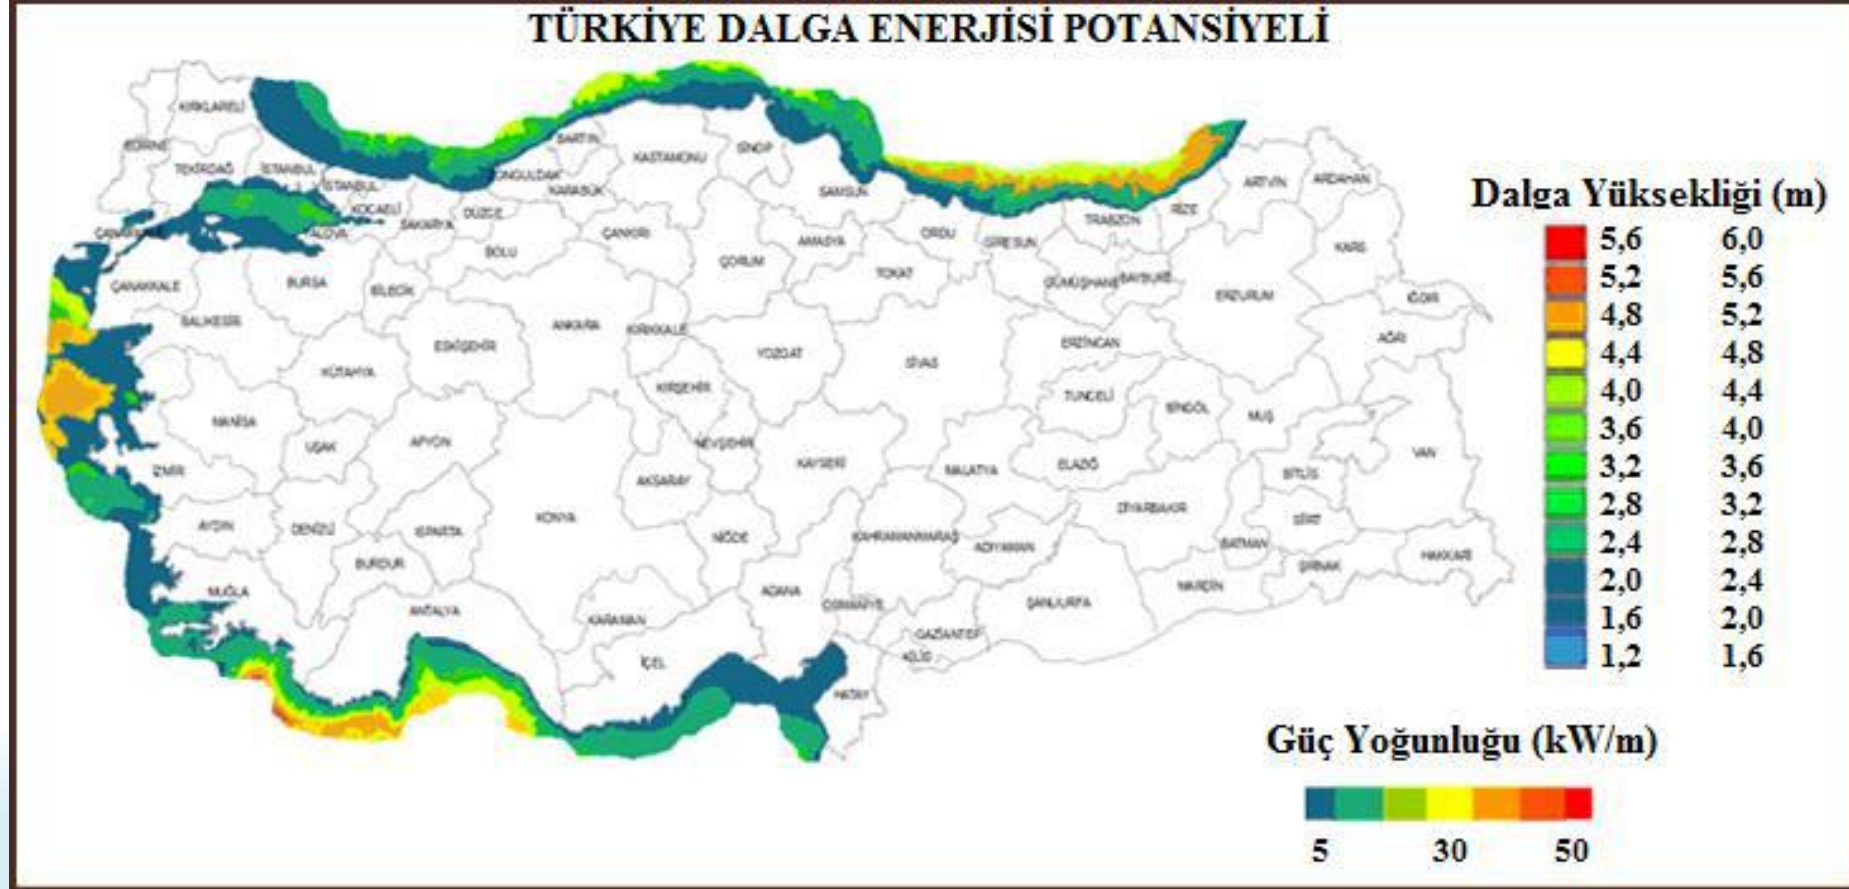 TÜRKİYE DALGA ENERJİSİ POTANSİYELİ
KIRKLARELİ
EDİRNE
TEKİRDAĞ
İSTANBUL
İSTANBUL
KOCAELİ
YALOVA
SAKARYA
DÜZCE
ZONGULDAK
BARTIN
KARABÜK
KASTAMONU
SİNOP
SAMSUN
ORDU
GİRESUN
TRABZON
RİZE
ARTVİN
ARDAHAN
ÇANAKKALE
ÇANAKKALE
BALIKESİR
BURSA
BİLECİK
BOLU
ÇANKIRI
ÇORUM
AMASYA
TOKAT
GÜMÜŞHANE
BAYBURT
ERZURUM
KARS
IĞDIR
AĞRI
ESKİŞEHİR
ANKARA
KIRIKKALE
YOZGAT
SİVAS
ERZİNCAN
KÜTAHYA
KIRŞEHİR
TUNCELİ
BİNGÖL
MUŞ
MANİSA
UŞAK
AFYON
NEVŞEHİR
KAYSERİ
MALATYA
ELAZIĞ
BİTLİS
VAN
İZMİR
AKSARAY
AYDIN
DENİZLİ
ISPARTA
KONYA
NİĞDE
KAHRAMANMARAŞ
ADIYAMAN
DİYARBAKIR
BATMAN
SİİRT
ŞIRNAK
HAKKARİ
BURDUR
MUĞLA
ANTALYA
KARAMAN
ADANA
OSMANİYE
GAZİANTEP
KİLİS
ŞANLIURFA
MARDİN
İÇEL
HATAY
Dalga Yüksekliği (m)
5,6 6,0
5,2 5,6
4,8 5,2
4,4 4,8
4,0 4,4
3,6 4,0
3,2 3,6
2,8 3,2
2,4 2,8
2,0 2,4
1,6 2,0
1,2 1,6
Güç Yoğunluğu (kW/m)
5 30 50